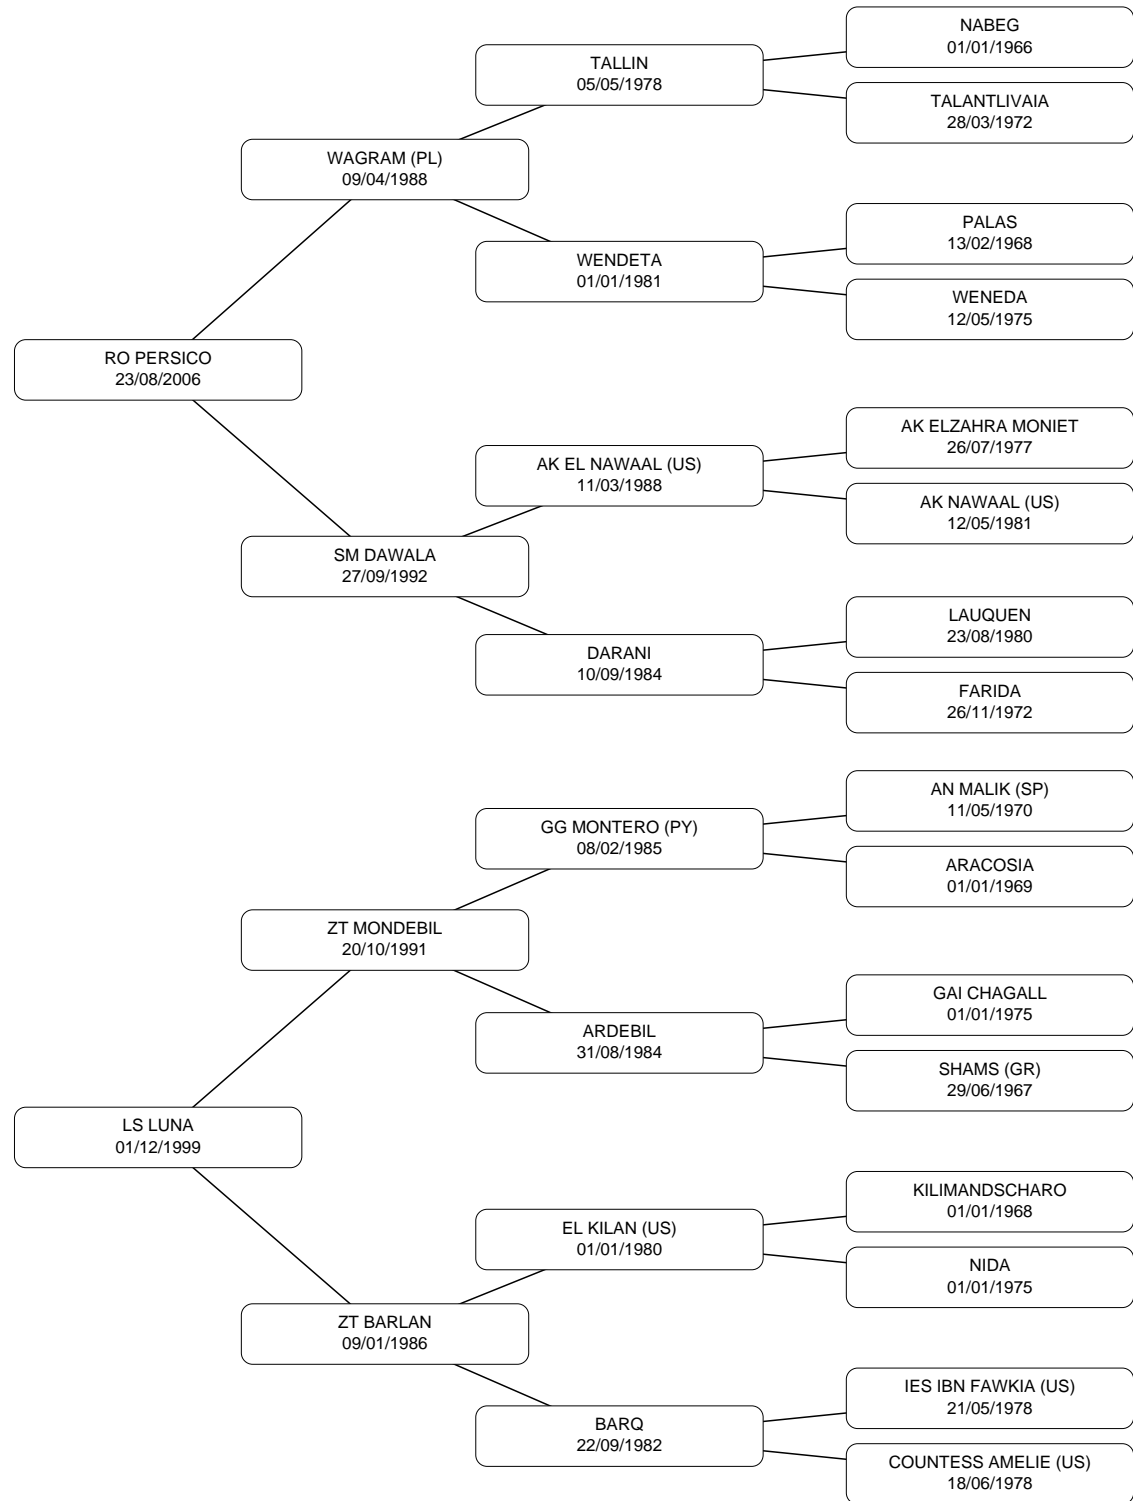 NABEG
01/01/1966
TALLIN
05/05/1978
TALANTLIVAIA
28/03/1972
WAGRAM (PL)
09/04/1988
PALAS
13/02/1968
WENDETA
01/01/1981
WENEDA
12/05/1975
RO PERSICO
23/08/2006
AK ELZAHRA MONIET
26/07/1977
AK EL NAWAAL (US)
11/03/1988
AK NAWAAL (US)
12/05/1981
SM DAWALA
27/09/1992
LAUQUEN
23/08/1980
DARANI
10/09/1984
FARIDA
26/11/1972
AN MALIK (SP)
11/05/1970
GG MONTERO (PY)
08/02/1985
ARACOSIA
01/01/1969
ZT MONDEBIL
20/10/1991
GAI CHAGALL
01/01/1975
ARDEBIL
31/08/1984
SHAMS (GR)
29/06/1967
LS LUNA
01/12/1999
KILIMANDSCHARO
01/01/1968
EL KILAN (US)
01/01/1980
NIDA
01/01/1975
ZT BARLAN
09/01/1986
IES IBN FAWKIA (US)
21/05/1978
BARQ
22/09/1982
COUNTESS AMELIE (US)
18/06/1978